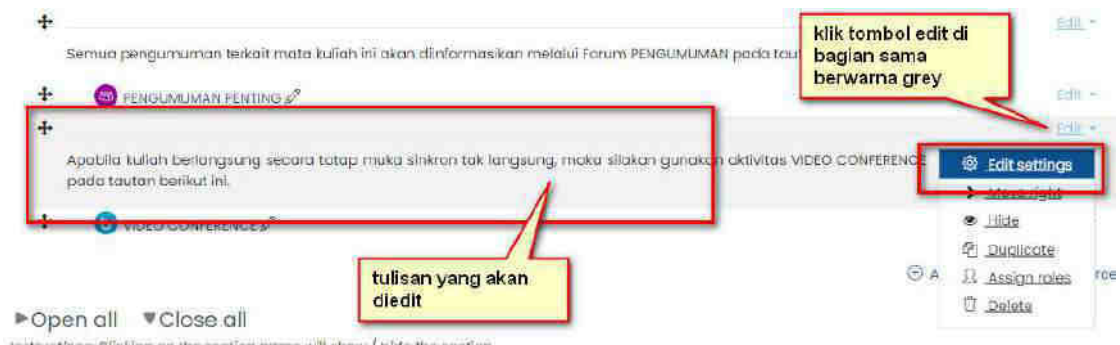 Edit
klik tombol edit di
bagian sama
berwarna grey
Semua pengumuman terkait mata kuliah ini akan diinformasikan melalui Forum PENGUMUMAN pada
PENGUMUMAN PENTING
Edit
Edit
Apabila kuliah berlangsung secara tatap muka sinkron tak langsung, maka silakan gunakan aktivitas VIDEO CONFERENCE
pada tautan berikut ini.
Edit settings
Move right
VIDEO CONFERENCE
Hide
Duplicate
Assign roles
Delete
tulisan yang akan
diedit
Open all Close all